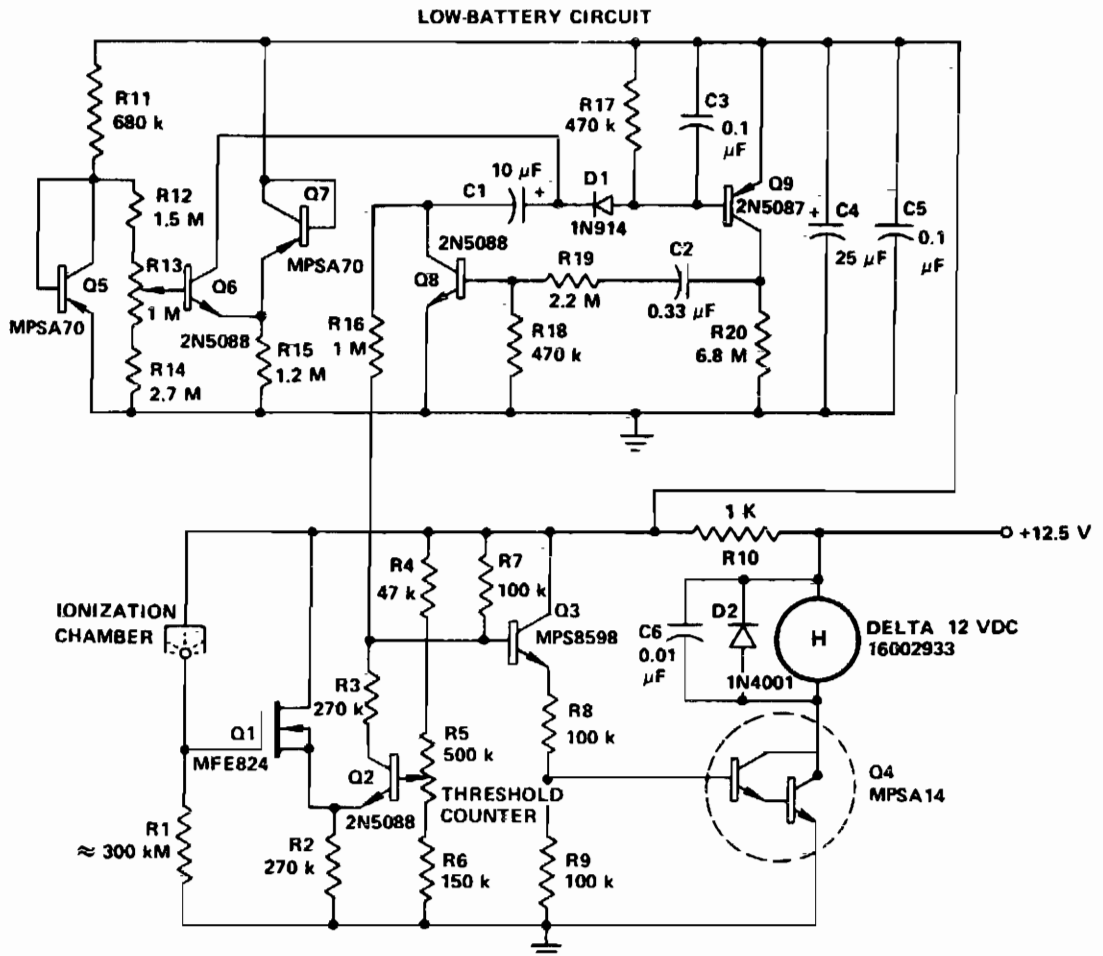 LOW-BATTERY CIRCUIT
R11
680 k
R12
1.5 M
R13
1 M
R14
2.7 M
Q5
MPSA70
Q6
2N5088
Q7
MPSA70
R15
1.2 M
R16
1 M
C1
10 µF
+
D1
1N914
2N5088
Q8
R17
470 k
C3
0.1
µF
Q9
2N5087
R19
2.2 M
C2
0.33 µF
R18
470 k
R20
6.8 M
+
C4
25 µF
C5
0.1
µF
1 K
R10
+12.5 V
IONIZATION
CHAMBER
R4
47 k
R7
100 k
Q3
MPS8598
C6
0.01
µF
D2
1N4001
H
DELTA 12 VDC
16002933
R3
270 k
Q1
MFE824
Q2
2N5088
R5
500 k
THRESHOLD
COUNTER
R8
100 k
Q4
MPSA14
R1
≈ 300 kM
R2
270 k
R6
150 k
R9
100 k